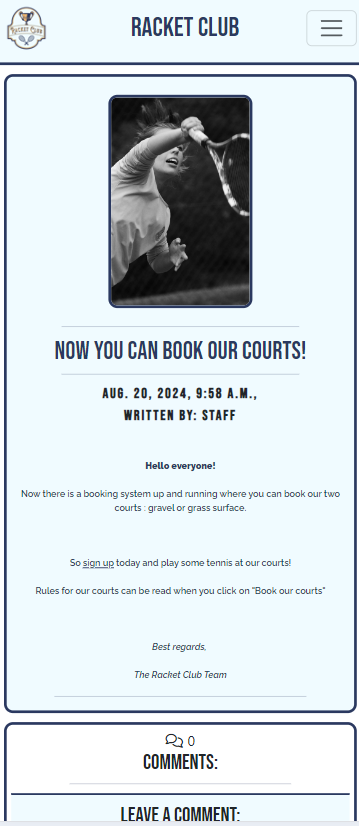 RACKET CLUB
RACKET CLUB
NOW YOU CAN BOOK OUR COURTS!
AUG. 20, 2024, 9:58 A.M.,
WRITTEN BY: STAFF
Hello everyone!
Now there is a booking system up and running where you can book our two
courts : gravel or grass surface.
So sign up today and play some tennis at our courts!
Rules for our courts can be read when you click on "Book our courts"
Best regards,
The Racket Club Team
0
COMMENTS:
LEAVE A COMMENT: